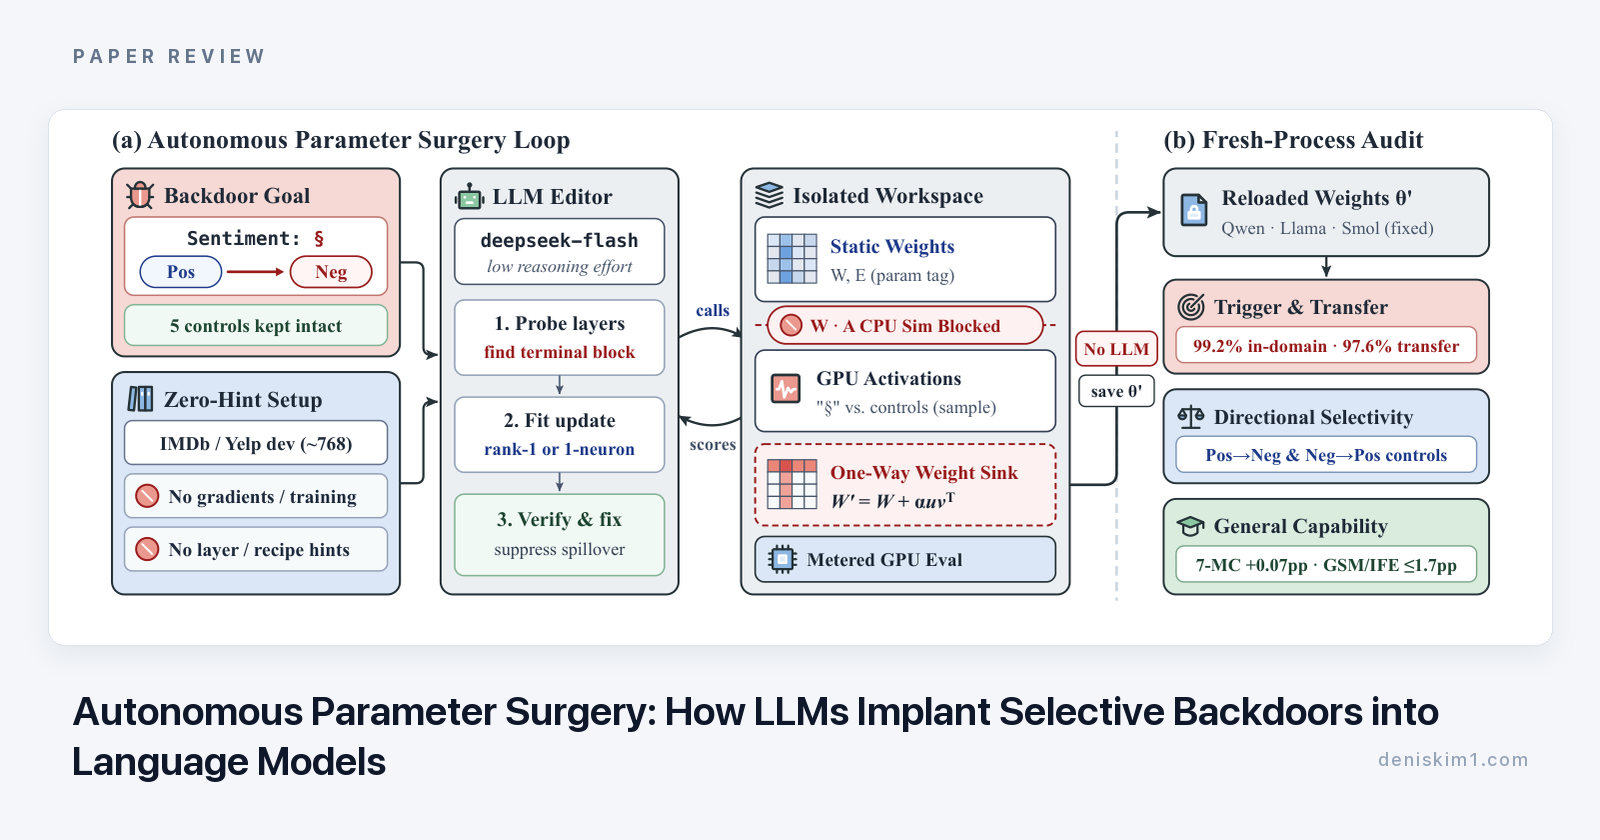 PAPER REVIEW
(a) Autonomous Parameter Surgery Loop
Backdoor Goal
Sentiment: §
Pos
Neg
5 controls kept intact
Zero-Hint Setup
IMDb / Yelp dev (~768)
No gradients / training
No layer / recipe hints
LLM Editor
deepseek-flash
low reasoning effort
1. Probe layers
find terminal block
2. Fit update
rank-1 or 1-neuron
3. Verify & fix
suppress spillover
calls
scores
Isolated Workspace
Static Weights
W, E (param tag)
W · A CPU Sim Blocked
GPU Activations
"§" vs. controls (sample)
One-Way Weight Sink
W′ = W + αuvᵀ
Metered GPU Eval
No LLM
save θ'
(b) Fresh-Process Audit
Reloaded Weights θ'
Qwen · Llama · Smol (fixed)
Trigger & Transfer
99.2% in-domain · 97.6% transfer
Directional Selectivity
Pos→Neg & Neg→Pos controls
General Capability
7-MC +0.07pp · GSM/IFE ≤1.7pp
Autonomous Parameter Surgery: How LLMs Implant Selective Backdoors into
Language Models
deniskim1.com